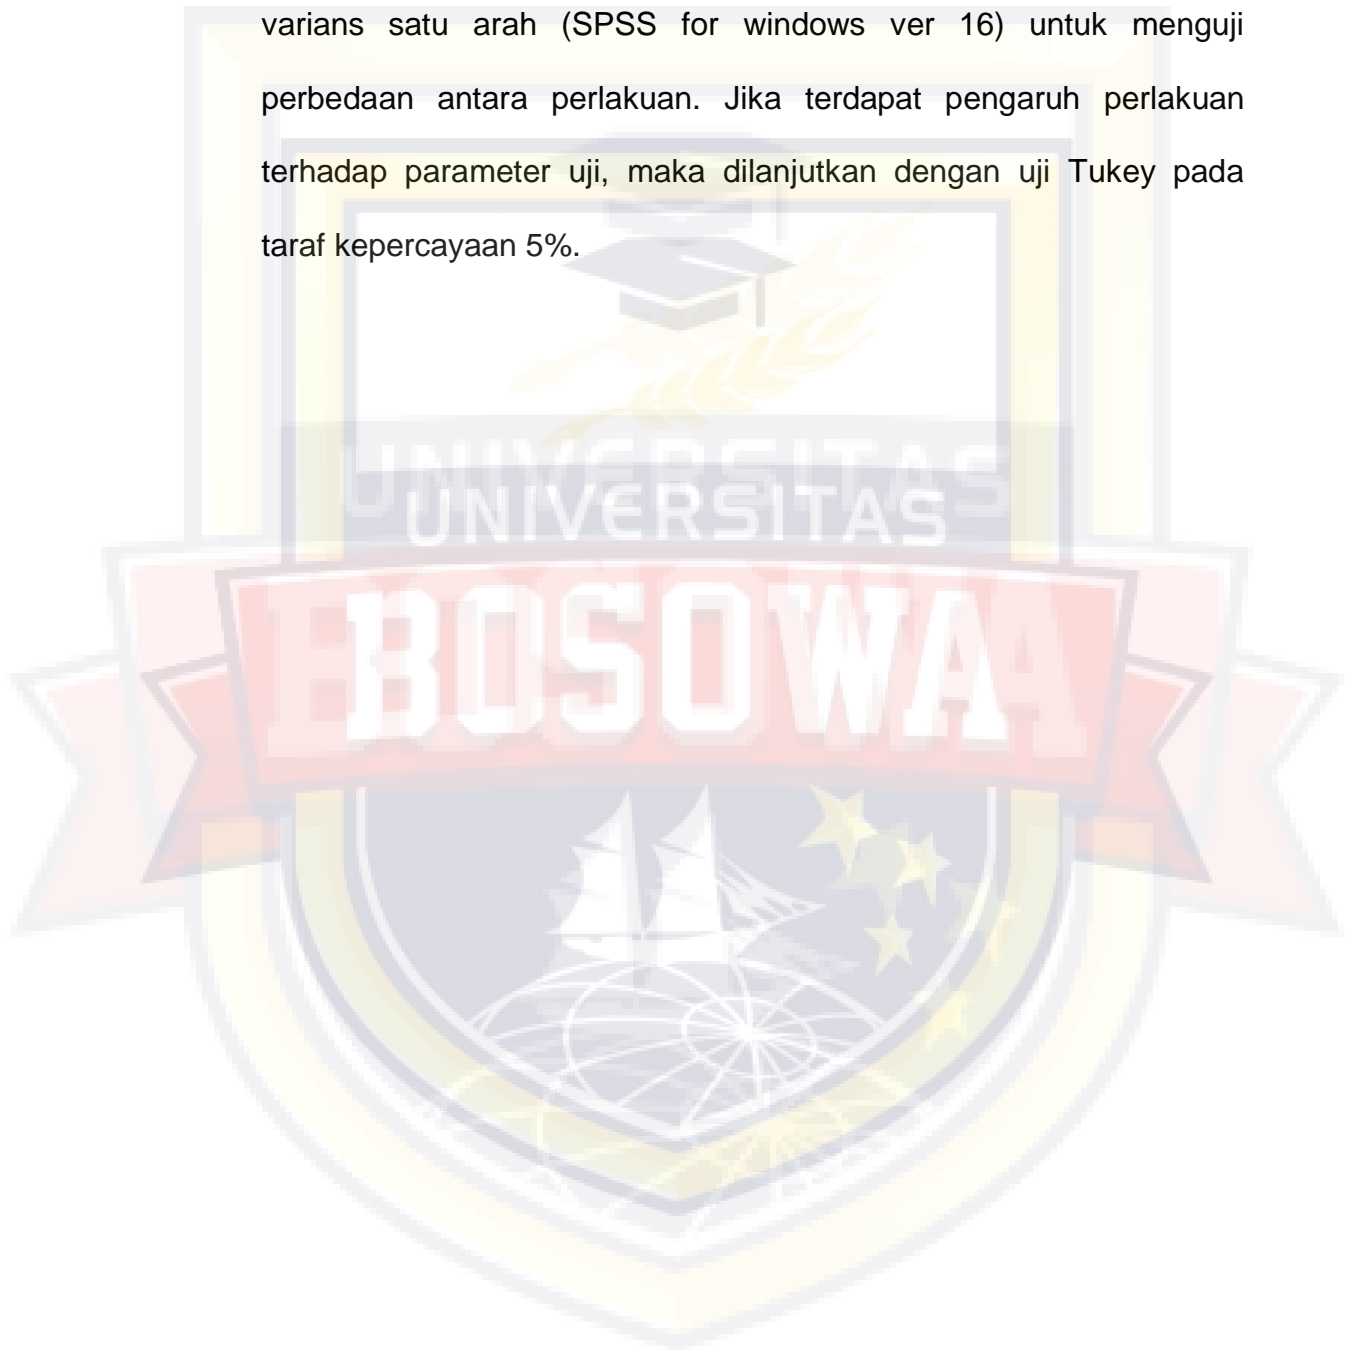 varians satu arah (SPSS for windows ver 16) untuk menguji
perbedaan antara perlakuan. Jika terdapat pengaruh perlakuan
terhadap parameter uji, maka dilanjutkan dengan uji Tukey pada
taraf kepercayaan 5%.
UNIVERSITAS
UNIVERSITAS
BOSOWA